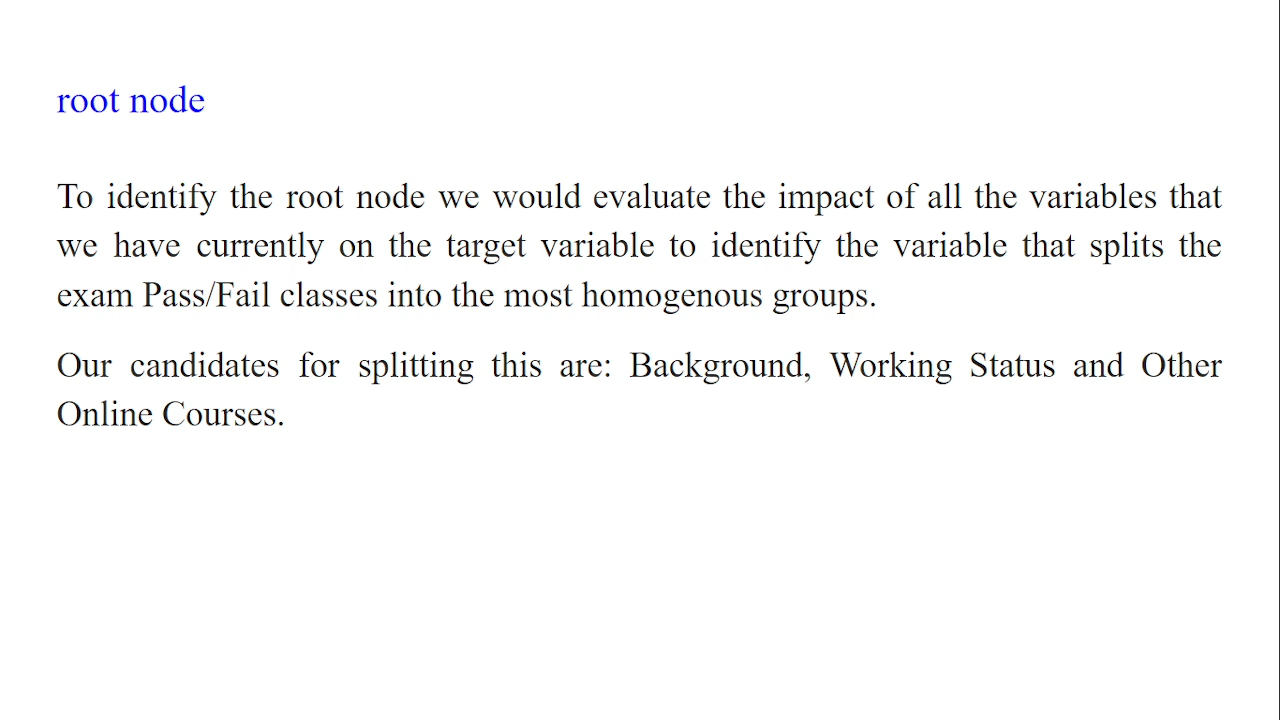 root node
To identify the root node we would evaluate the impact of all the variables that
we have currently on the target variable to identify the variable that splits the
exam Pass/Fail classes into the most homogenous groups.
Our candidates for splitting this are: Background, Working Status and Other
Online Courses.